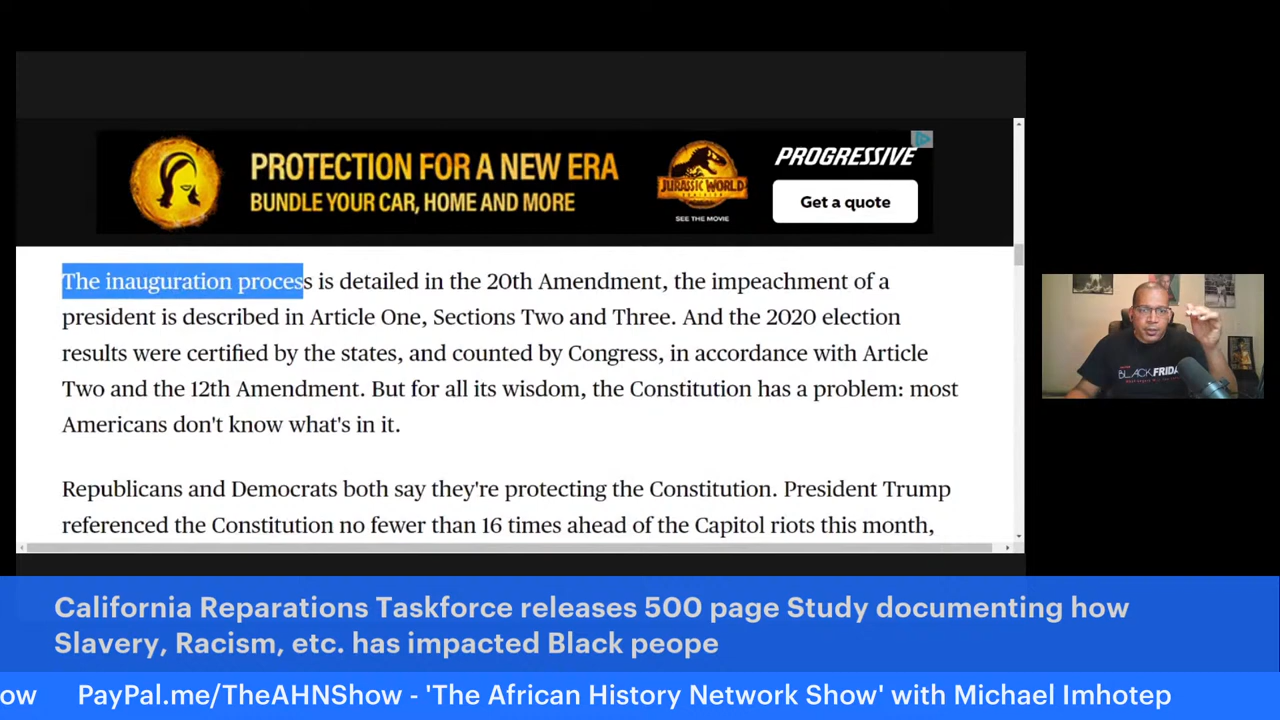 PROTECTION FOR A NEW ERA
BUNDLE YOUR CAR, HOME AND MORE
JURASSIC WORLD
SEE THE MOVIE
PROGRESSIVE
Get a quote
The inauguration process is detailed in the 20th Amendment, the impeachment of a
president is described in Article One, Sections Two and Three. And the 2020 election
results were certified by the states, and counted by Congress, in accordance with Article
Two and the 12th Amendment. But for all its wisdom, the Constitution has a problem: most
Americans don't know what's in it.
Republicans and Democrats both say they're protecting the Constitution. President Trump
referenced the Constitution no fewer than 16 times ahead of the Capitol riots this month,
BLACK FRIDA
California Reparations Taskforce releases 500 page Study documenting how
Slavery, Racism, etc. has impacted Black peope
ow PayPal.me/TheAHNShow - 'The African History Network Show' with Michael Imhotep